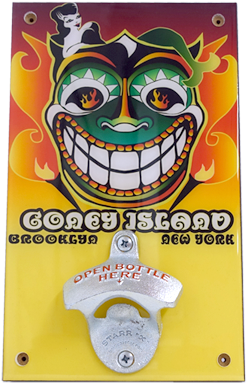 CONEY ISLAND
BROOKLYN NEW YORK
OPEN BOTTLE
HERE
STARR "X"